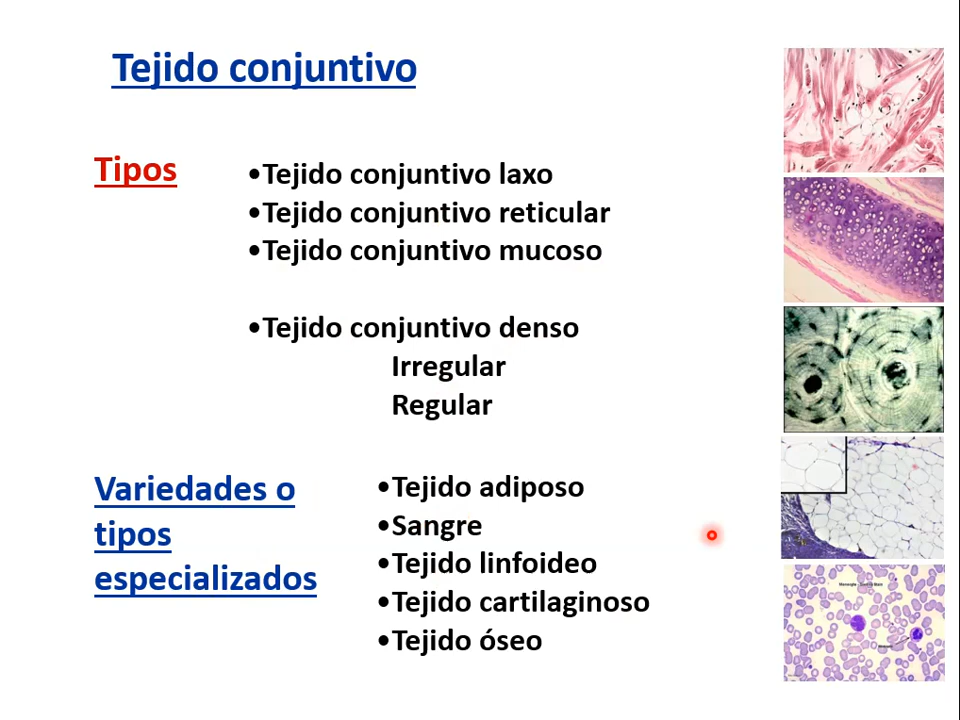 Tejido conjuntivo
Tipos
•Tejido conjuntivo laxo
•Tejido conjuntivo reticular
•Tejido conjuntivo mucoso
•Tejido conjuntivo denso
Irregular
Regular
Variedades o
tipos
especializados
•Tejido adiposo
•Sangre
•Tejido linfoideo
•Tejido cartilaginoso
•Tejido óseo